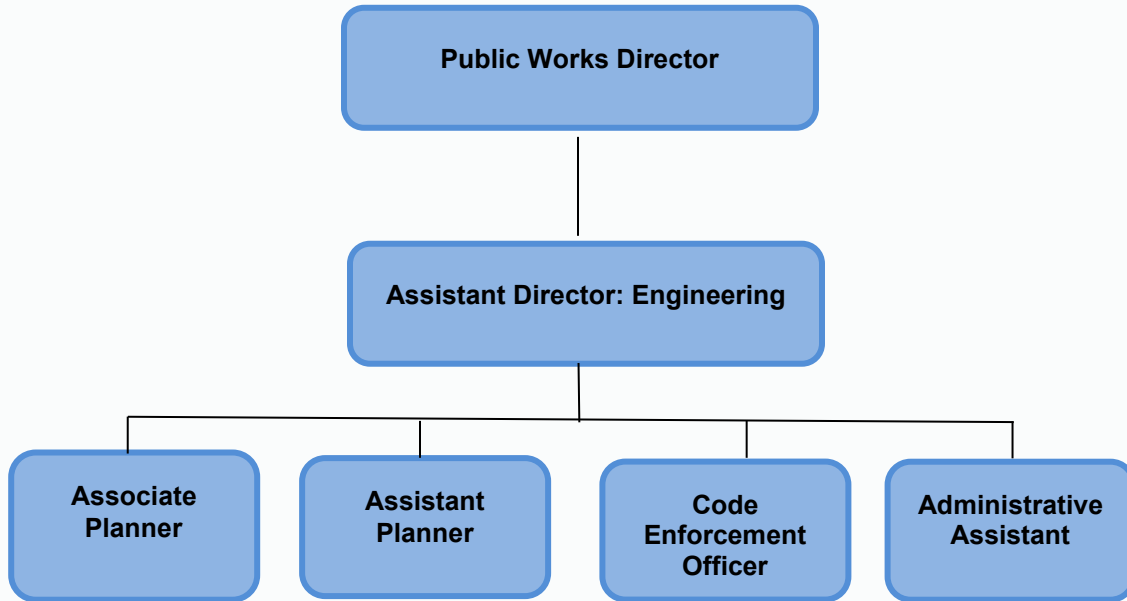 Public Works Director
Assistant Director: Engineering
Associate
Planner
Assistant
Planner
Code
Enforcement
Officer
Administrative
Assistant